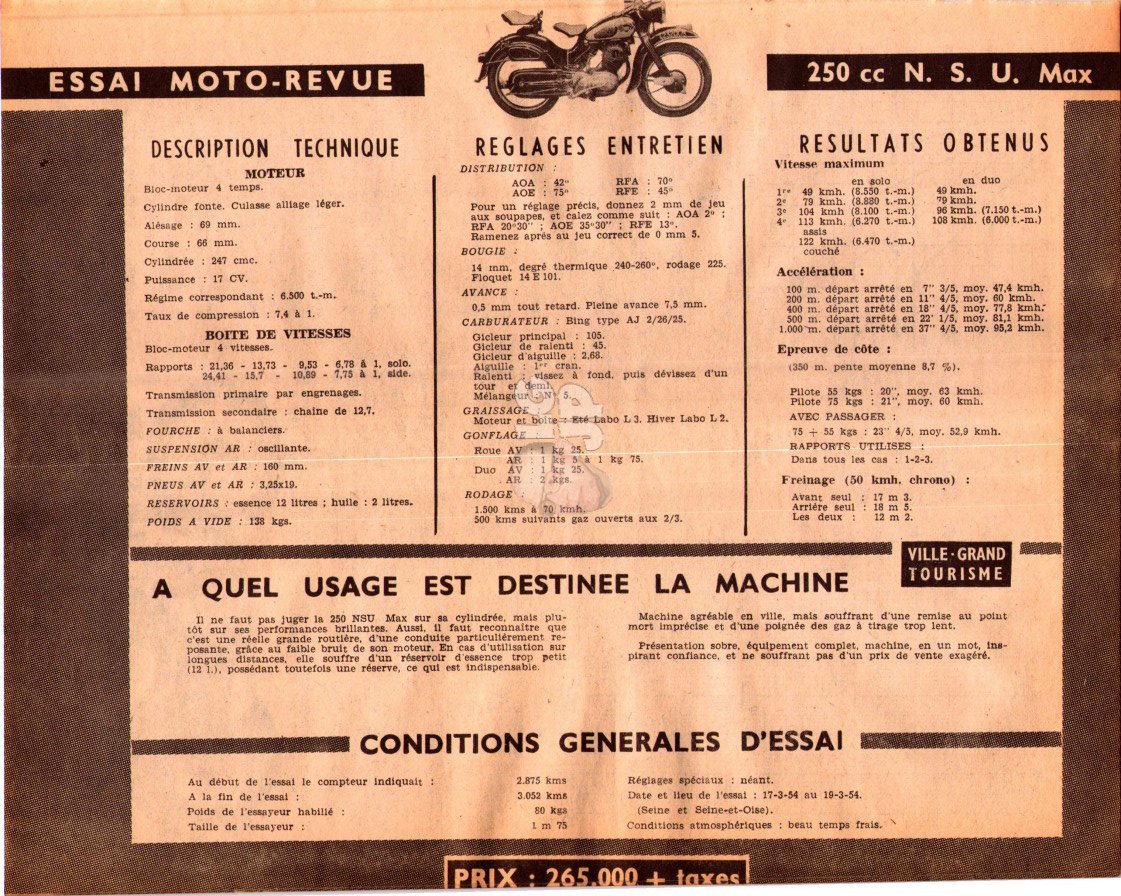 ESSAI MOTO-REVUE
250 cc N. S. U. Max
DESCRIPTION TECHNIQUE
MOTEUR
Bloc-moteur 4 temps.
Cylindre fonte. Culasse alliage léger.
Alésage : 69 mm.
Course : 66 mm.
Cylindrée : 247 cmc.
Puissance : 17 CV.
Régime correspondant : 6.500 t.-m.
Taux de compression : 7,4 à 1.
BOITE DE VITESSES
Bloc-moteur 4 vitesses.
Rapports : 21,36 - 13,73 - 9,53 - 6,78 à 1, solo.
24,41 - 15,7 - 10,89 - 7,75 à 1, side.
Transmission primaire par engrenages.
Transmission secondaire : chaîne de 12,7.
FOURCHE : à balanciers.
SUSPENSION AR : oscillante.
FREINS AV et AR : 160 mm.
PNEUS AV et AR : 3,25x19.
RESERVOIRS : essence 12 litres ; huile : 2 litres.
POIDS A VIDE : 138 kgs.
REGLAGES ENTRETIEN
DISTRIBUTION :
AOA : 42° RFA : 70°
AOE : 75° RFE : 45°
Pour un réglage précis, donnez 2 mm de jeu
aux soupapes, et calez comme suit : AOA 2° ;
RFA 20°30'' ; AOE 35°30'' ; RFE 13°.
Ramenez aprés au jeu correct de 0 mm 5.
BOUGIE :
14 mm, degré thermique 240-260°, rodage 225.
Floquet 14 E 101.
AVANCE :
0,5 mm tout retard. Pleine avance 7,5 mm.
CARBURATEUR : Bing type AJ 2/26/25.
Gicleur principal : 105.
Gicleur de ralenti : 45.
Gicleur d'aiguille : 2,68.
Aiguille : 1er cran.
Ralenti : vissez à fond, puis dévissez d'un
tour et demi.
Mélangeur : N° 5.
GRAISSAGE
Moteur et boîte : Eté Labo L 3. Hiver Labo L 2.
GONFLAGE
Roue AV : 1 kg 25.
AR : 1 kg 5 à 1 kg 75.
Duo AV : 1 kg 25.
AR : 2 kgs.
RODAGE :
1.500 kms à 70 kmh.
500 kms suivants gaz ouverts aux 2/3.
RESULTATS OBTENUS
Vitesse maximum
en solo en duo
1re 49 kmh. (8.550 t.-m.) 49 kmh.
2e 79 kmh. (8.880 t.-m.) 79 kmh.
3e 104 kmh (8.100 t.-m.) 96 kmh. (7.150 t.-m.)
4e 113 kmh. (6.270 t.-m.) 108 kmh. (6.000 t.-m.)
assis
122 kmh. (6.470 t.-m.)
couché
Accélération :
100 m. départ arrêté en 7" 3/5, moy. 47,4 kmh.
200 m. départ arrêté en 11" 4/5, moy. 60 kmh.
400 m. départ arrêté en 18" 4/5, moy. 77,8 kmh.
500 m. départ arrêté en 22' 1/5, moy. 81,1 kmh.
1.000 m. départ arrêté en 37" 4/5, moy. 95,2 kmh.
Epreuve de côte :
(350 m. pente moyenne 8,7 %).
Pilote 55 kgs : 20", moy. 63 kmh.
Pilote 75 kgs : 21", moy. 60 kmh.
AVEC PASSAGER :
75 + 55 kgs : 23" 4/5, moy. 52,9 kmh.
RAPPORTS UTILISES :
Dans tous les cas : 1-2-3.
Freinage (50 kmh. chrono) :
Avant seul : 17 m 3.
Arrière seul : 18 m 5.
Les deux : 12 m 2.
VILLE-GRAND
TOURISME
A QUEL USAGE EST DESTINEE LA MACHINE
Il ne faut pas juger la 250 NSU Max sur sa cylindrée, mais plu-
tôt sur ses performances brillantes. Aussi, il faut reconnaître que
c'est une réelle grande routière, d'une conduite particulièrement re-
posante, grâce au faible bruit de son moteur. En cas d'utilisation sur
longues distances, elle souffre d'un réservoir d'essence trop petit
(12 l.), possédant toutefois une réserve, ce qui est indispensable.
Machine agréable en ville, mais souffrant d'une remise au point
mort imprécise et d'une poignée des gaz à tirage trop lent.
Présentation sobre, équipement complet, machine, en un mot, ins-
pirant confiance, et ne souffrant pas d'un prix de vente exagéré.
CONDITIONS GENERALES D'ESSAI
Au début de l'essai le compteur indiquait : 2.875 kms
A la fin de l'essai : 3.052 kms
Poids de l'essayeur habillé : 80 kgs
Taille de l'essayeur : 1 m 75
Réglages spéciaux : néant.
Date et lieu de l'essai : 17-3-54 au 19-3-54.
(Seine et Seine-et-Oise).
Conditions atmosphériques : beau temps frais.
PRIX : 265.000 + taxes